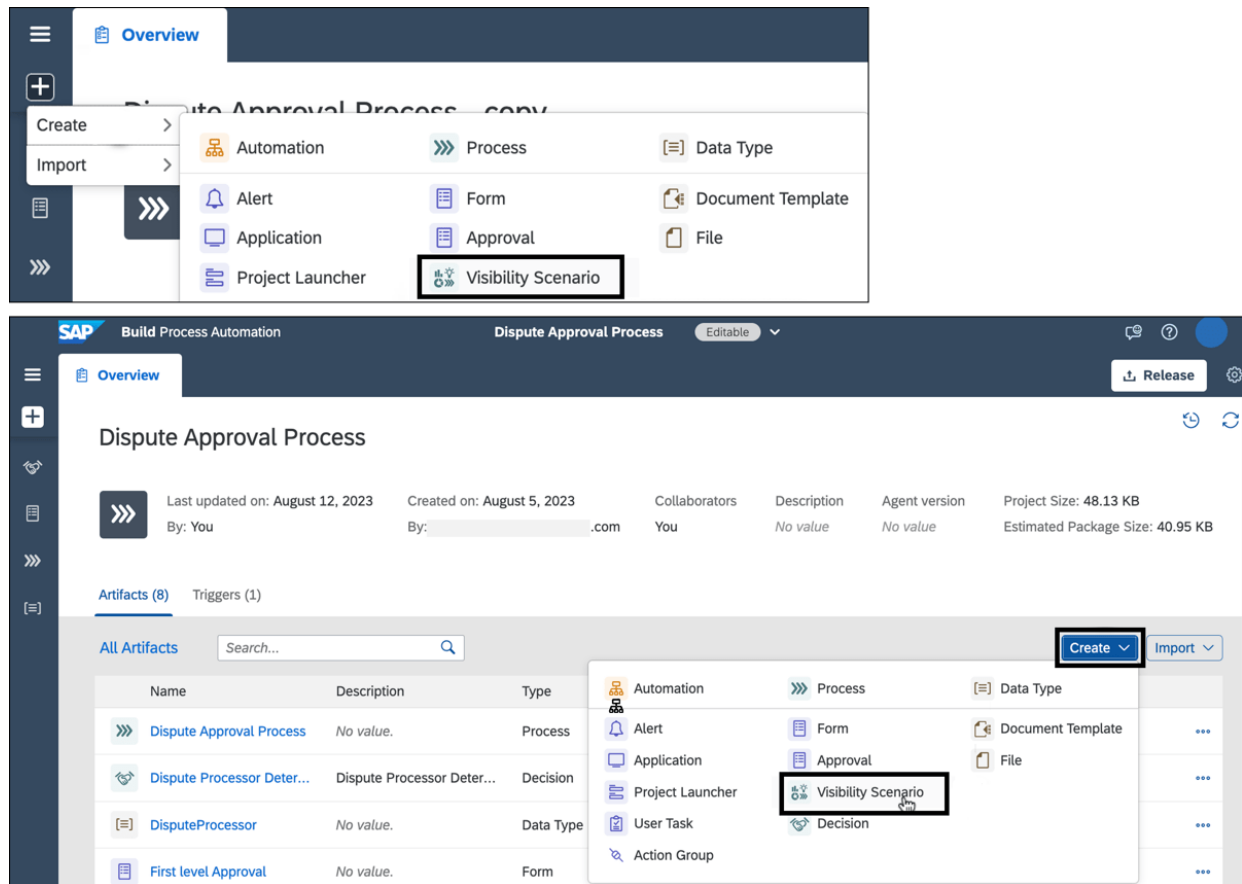 Overview
Dispute Approval Process - copy
Create
Import
Automation Process Data Type
Alert Form Document Template
Application Approval File
Project Launcher Visibility Scenario
SAP Build Process Automation Dispute Approval Process Editable
Overview Release
Dispute Approval Process
Last updated on: August 12, 2023 Created on: August 5, 2023 Collaborators Description Agent version Project Size: 48.13 KB
By: You By: .com You No value No value Estimated Package Size: 40.95 KB
Artifacts (8) Triggers (1)
All Artifacts Search... Create Import
Name Description Type
Automation Process Data Type
Dispute Approval Process No value. Process
Alert Form Document Template
Application Approval File
Dispute Processor Deter... Dispute Processor Deter... Decision
Project Launcher Visibility Scenario
DisputeProcessor No value. Data Type
User Task Decision
Action Group
First level Approval No value. Form